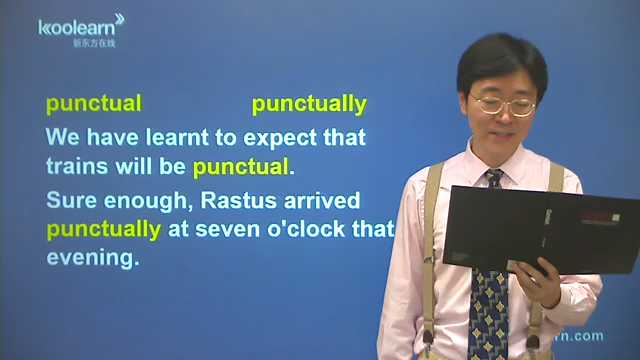 koolearn
新东方在线
punctual punctually
We have learnt to expect that
trains will be punctual.
Sure enough, Rastus arrived
punctually at seven o'clock that
evening.
rn.com